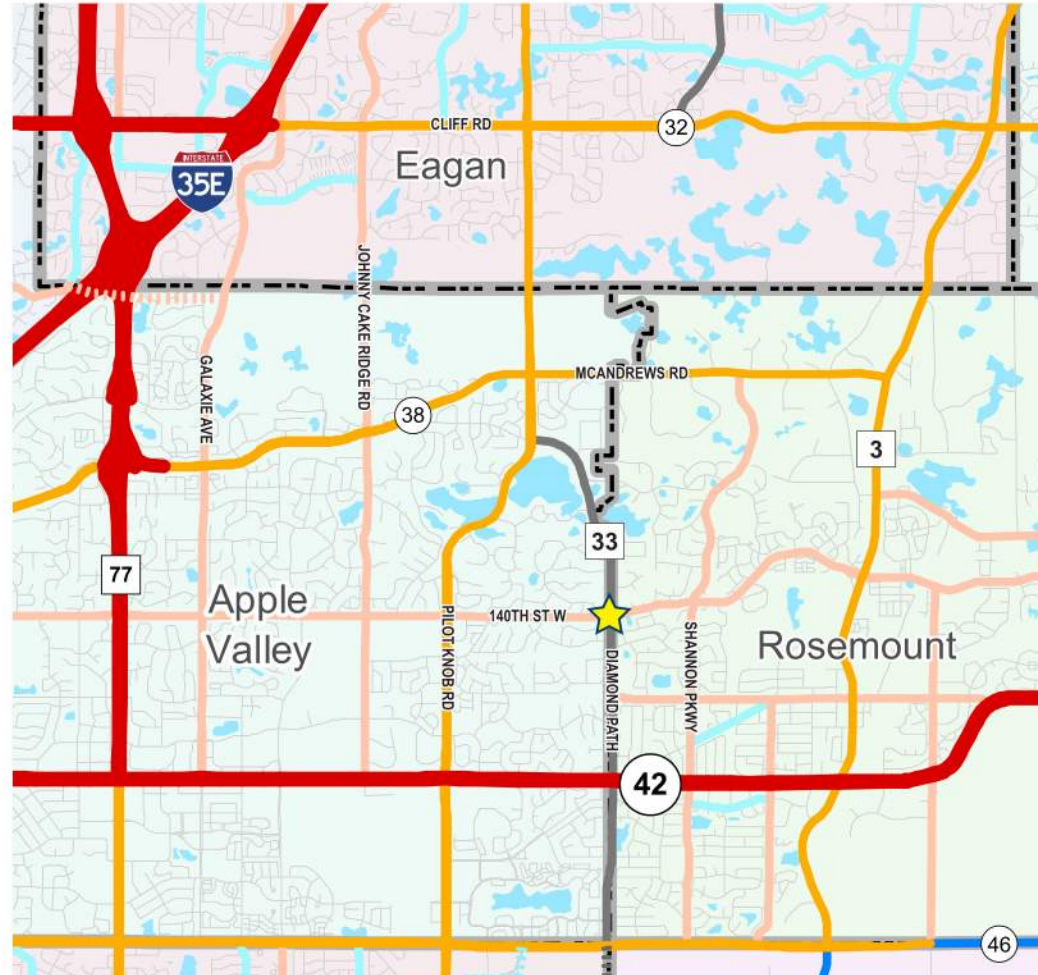 CLIFF RD
32
Eagan
INTERSTATE
35E
JOHNNY CAKE RIDGE RD
GALAXIE AVE
MCANDREWS RD
38
3
33
77
Apple
Valley
140TH ST W
PILOT KNOB RD
DIAMOND PATH
SHANNON PKWY
Rosemount
42
46